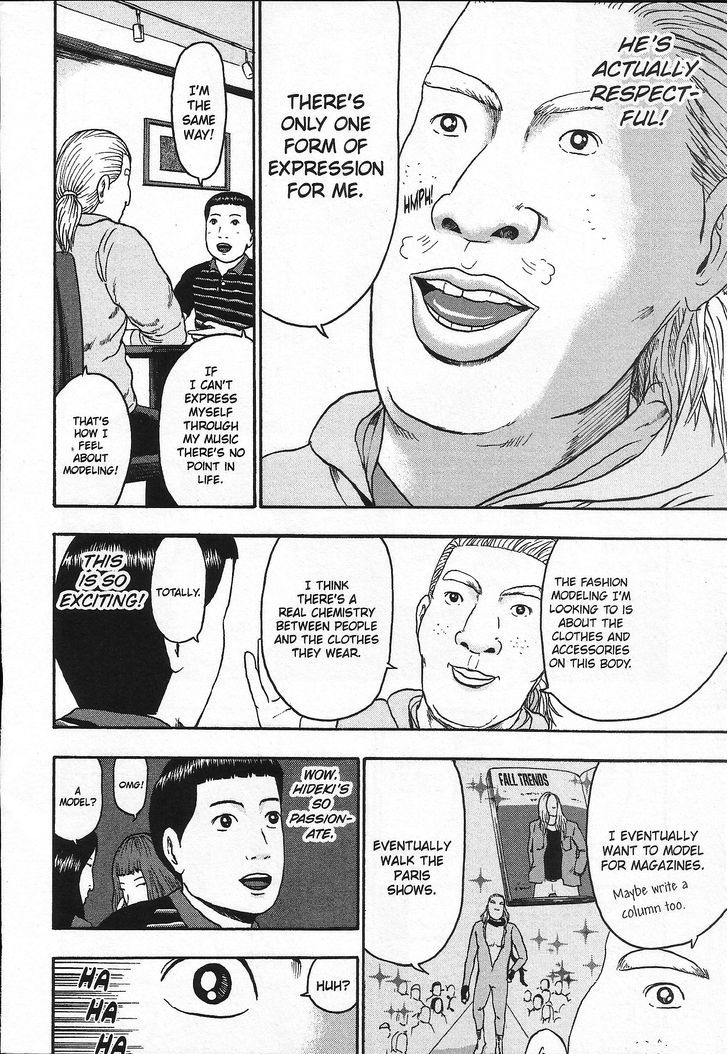 HE'S
ACTUALLY
RESPECT-
FUL!
THERE'S
ONLY ONE
FORM OF
EXPRESSION
FOR ME.
HMPH!
I'M
THE
SAME
WAY!
IF
I CAN'T
EXPRESS
MYSELF
THROUGH
MY MUSIC
THERE'S NO
POINT IN
LIFE.
THAT'S
HOW I
FEEL
ABOUT
MODELING!
THE FASHION
MODELING I'M
LOOKING TO IS
ABOUT THE
CLOTHES AND
ACCESSORIES
ON THIS BODY.
I THINK
THERE'S A
REAL CHEMISTRY
BETWEEN PEOPLE
AND THE CLOTHES
THEY WEAR.
TOTALLY.
THIS
IS SO
EXCITING!
FALL TRENDS
I EVENTUALLY
WANT TO MODEL
FOR MAGAZINES.
Maybe write a
column too.
EVENTUALLY
WALK THE
PARIS
SHOWS.
WOW.
HIDEKI'S
SO
PASSION-
ATE.
OMG!
A
MODEL?
HUH?
HA
HA
HA